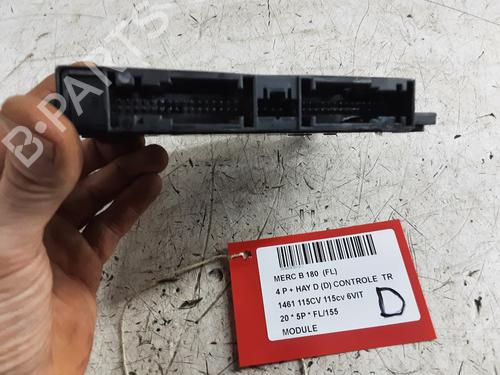 B-PARTS
MERC B 180 (FL)
4 P + HAY D (D) CONTROLE TR
1461 115CV 115cv 6VIT
20 * 5P * FL/155
MODULE
D